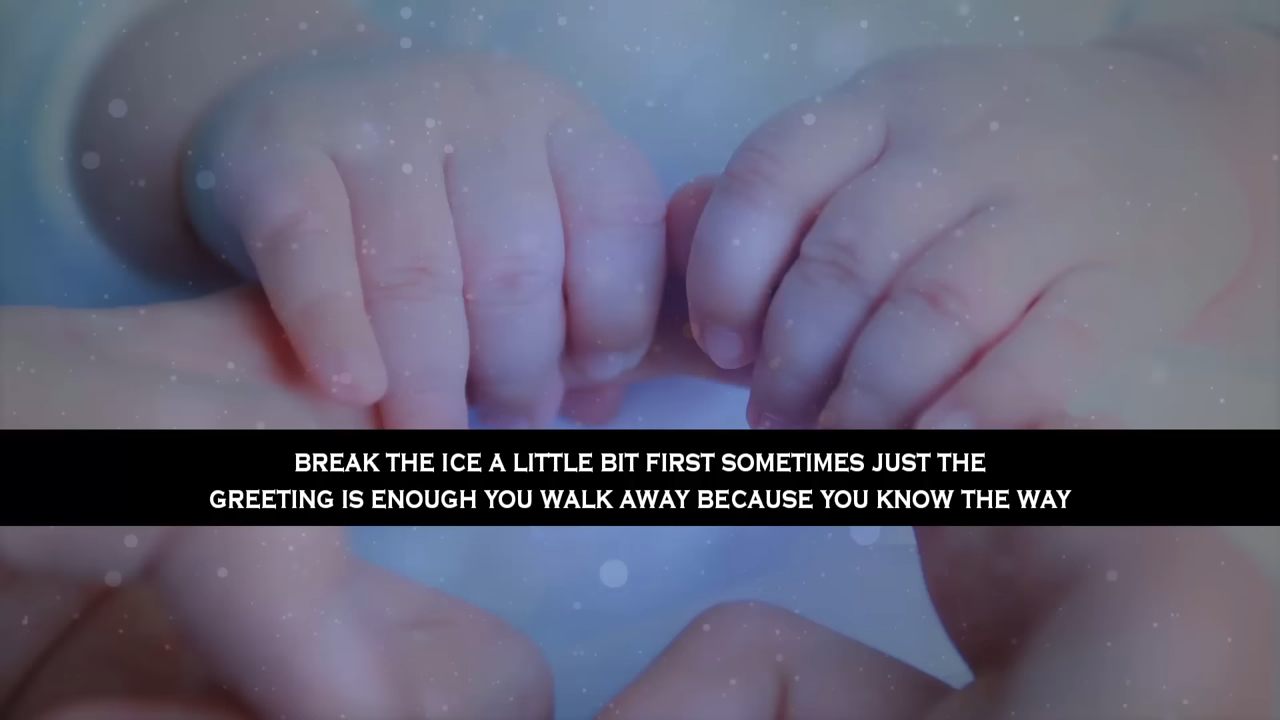 BREAK THE ICE A LITTLE BIT FIRST SOMETIMES JUST THE
GREETING IS ENOUGH YOU WALK AWAY BECAUSE YOU KNOW THE WAY